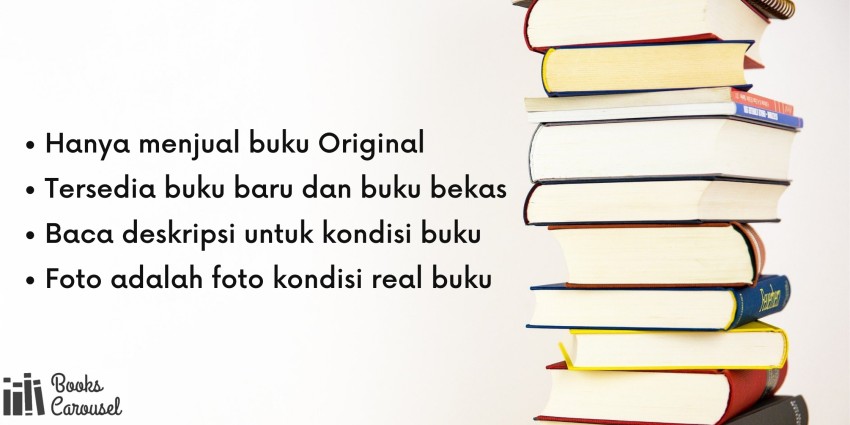 • Hanya menjual buku Original
• Tersedia buku baru dan buku bekas
• Baca deskripsi untuk kondisi buku
• Foto adalah foto kondisi real buku
Books
Carousel